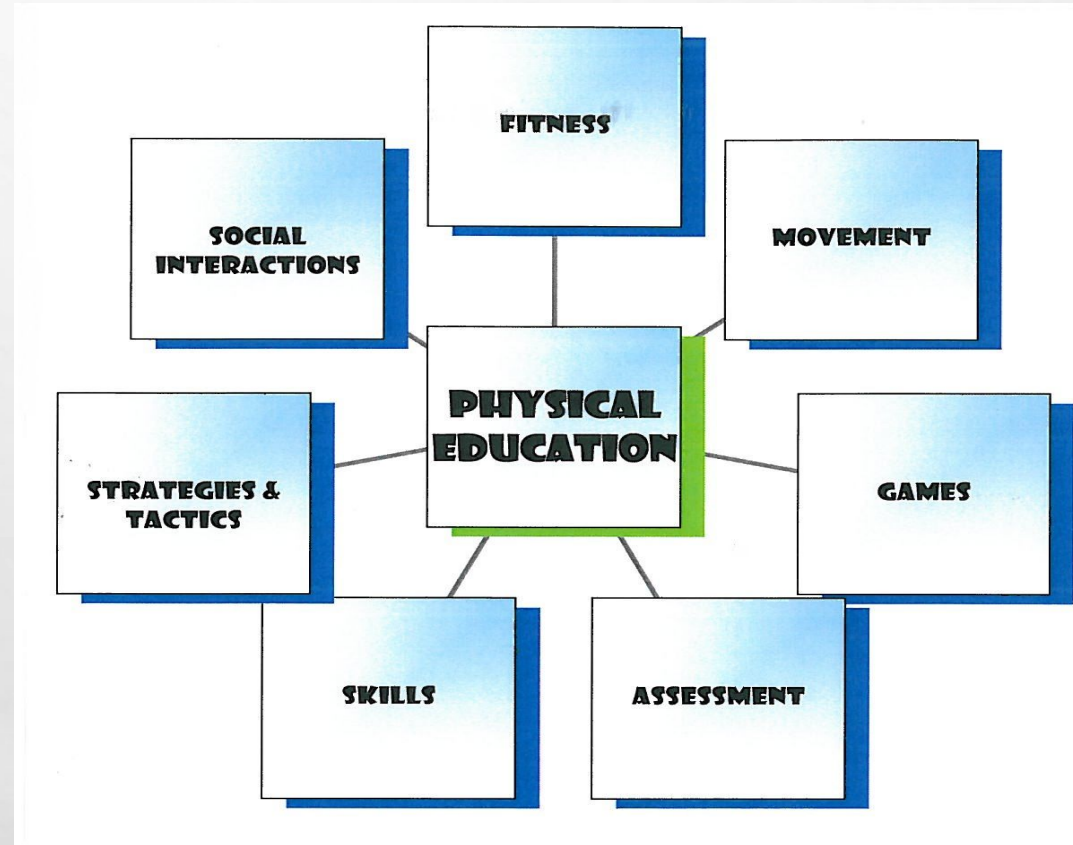 FITNESS
SOCIAL
INTERACTIONS
MOVEMENT
PHYSICAL
EDUCATION
STRATEGIES &
TACTICS
GAMES
SKILLS
ASSESSMENT